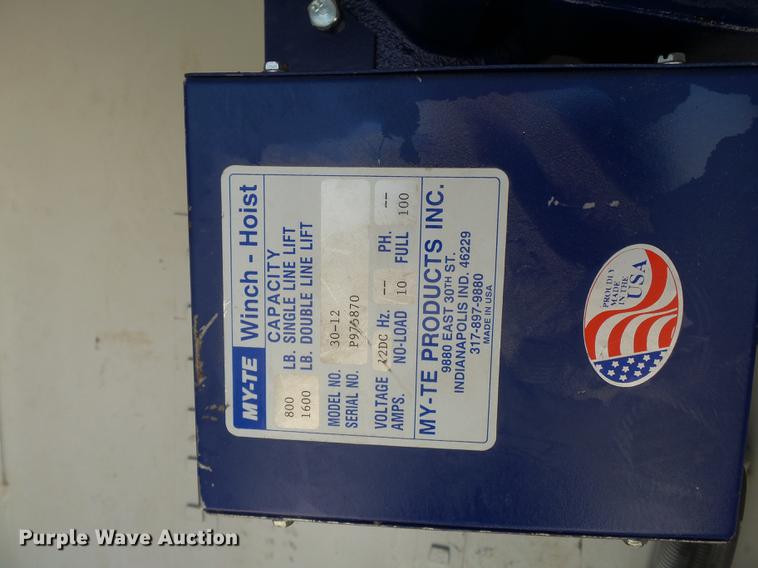 MY-TE Winch - Hoist
CAPACITY
800 LB. SINGLE LINE LIFT
1600 LB. DOUBLE LINE LIFT
MODEL NO. 30-12
SERIAL NO. P975870
VOLTAGE 12DC Hz. -- PH. --
AMPS. NO-LOAD 10 FULL 100
MY-TE PRODUCTS INC.
9880 EAST 30TH ST.
INDIANAPOLIS IND. 46229
317-897-9880
MADE IN USA
PROUDLY
MADE
IN THE
USA
Purple Wave Auction